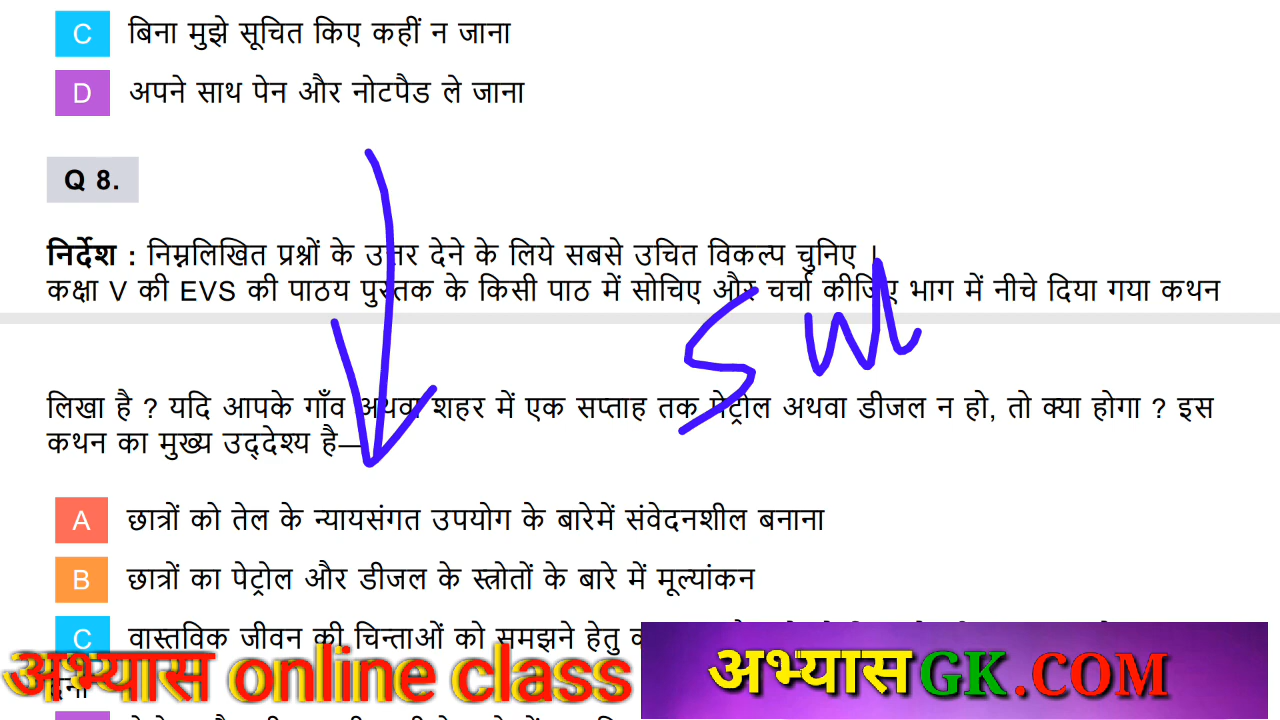 C बिना मुझे सूचित किए कहीं न जाना
D अपने साथ पेन और नोटपैड ले जाना
Q 8.
निर्देश : निम्नलिखित प्रश्नों के उत्तर देने के लिये सबसे उचित विकल्प चुनिए ।
कक्षा V की EVS की पाठय पुस्तक के किसी पाठ में सोचिए और चर्चा कीजिए भाग में नीचे दिया गया कथन
लिखा है ? यदि आपके गाँव अथवा शहर में एक सप्ताह तक पेट्रोल अथवा डीजल न हो, तो क्या होगा ? इस
कथन का मुख्य उद्देश्य है—
A छात्रों को तेल के न्यायसंगत उपयोग के बारेमें संवेदनशील बनाना
B छात्रों का पेट्रोल और डीजल के स्त्रोतों के बारे में मूल्यांकन
C वास्तविक जीवन की चिन्ताओं को समझने हेतु
अभ्यास online class
अभ्यास GK.COM